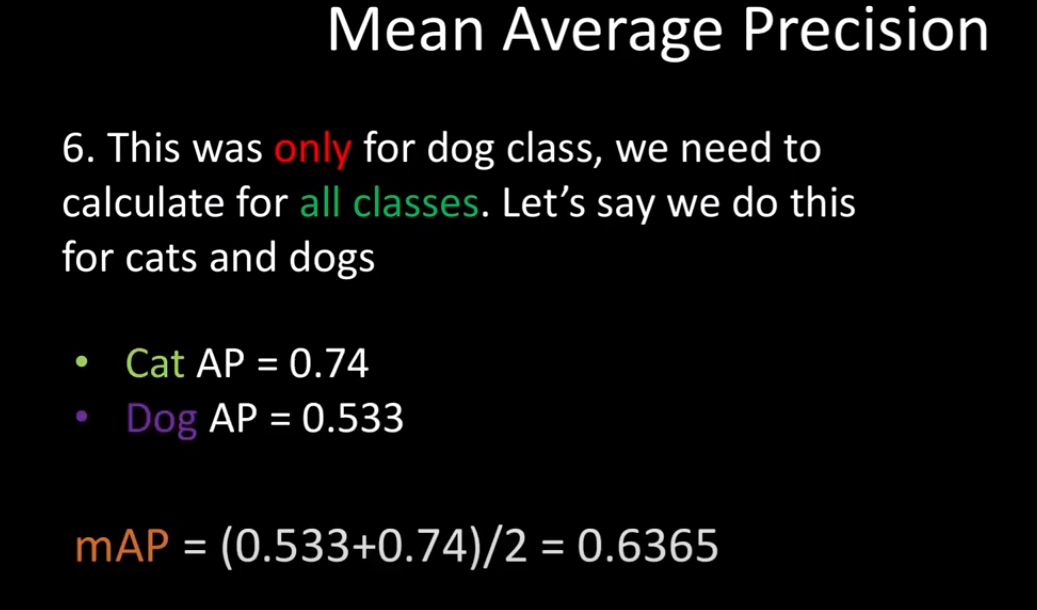 Mean Average Precision
6. This was only for dog class, we need to
calculate for all classes. Let’s say we do this
for cats and dogs
• Cat AP = 0.74
• Dog AP = 0.533
mAP = (0.533+0.74)/2 = 0.6365